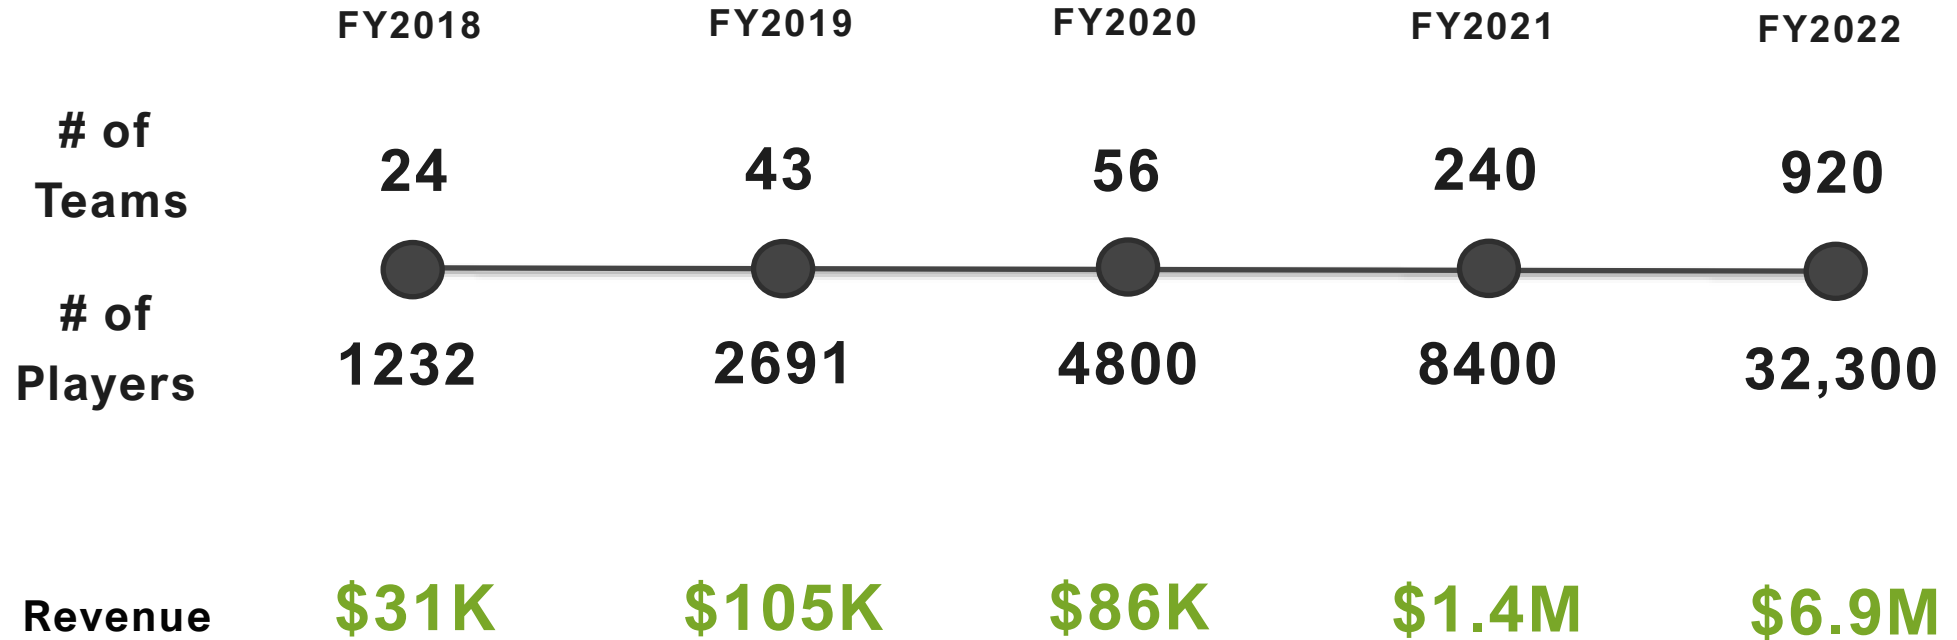 FY2018 FY2019 FY2020 FY2021 FY2022
# of
Teams
24 43 56 240 920
# of
Players
1232 2691 4800 8400 32,300
Revenue $31K $105K $86K $1.4M $6.9M